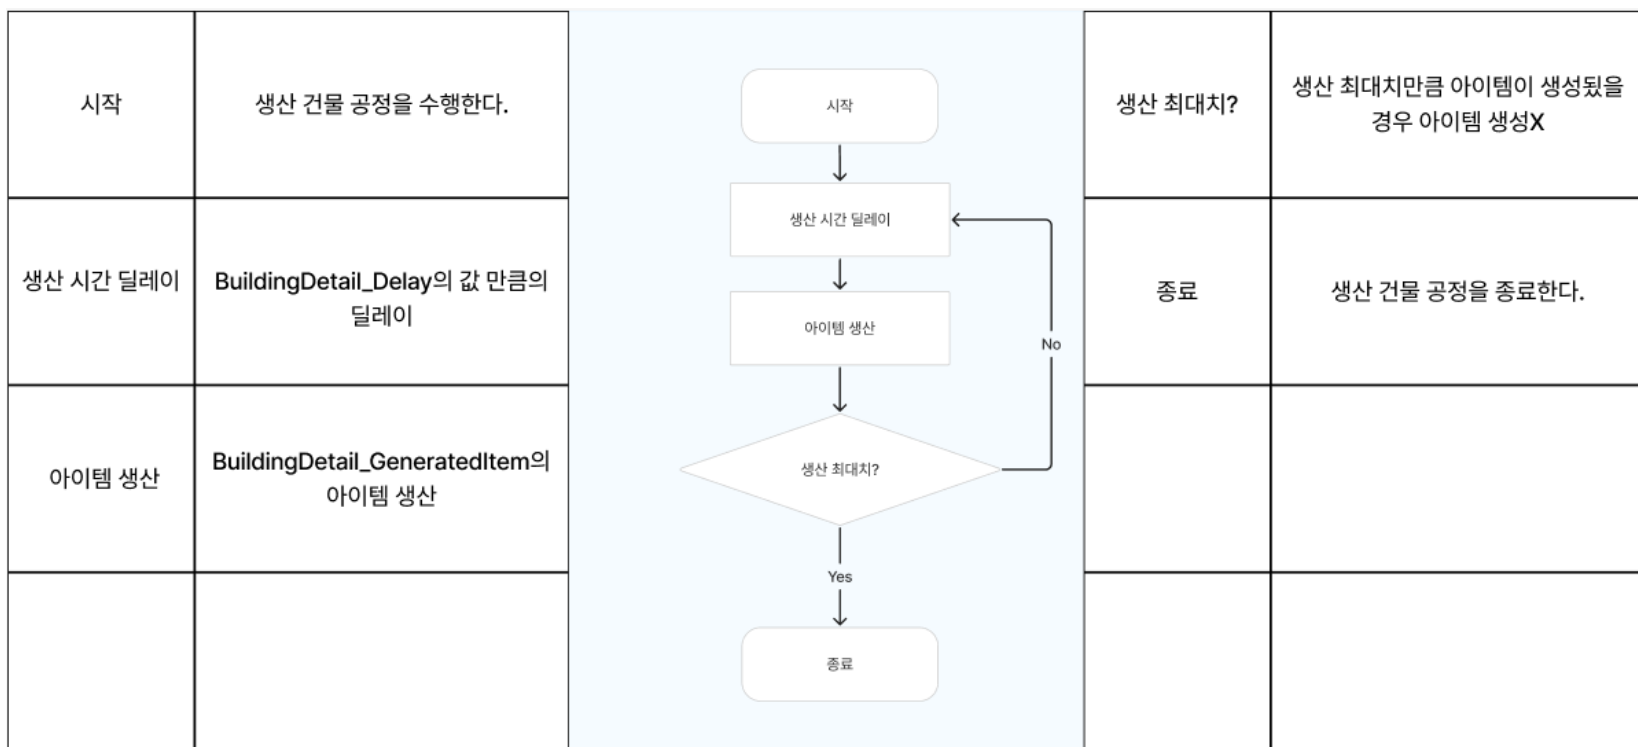 시작
생산 건물 공정을 수행한다.
생산 시간 딜레이
BuildingDetail_Delay의 값 만큼의
딜레이
아이템 생산
BuildingDetail_GeneratedItem의
아이템 생산
시작
생산 시간 딜레이
아이템 생산
No
생산 최대치?
Yes
종료
생산 최대치?
생산 최대치만큼 아이템이 생성됬을
경우 아이템 생성X
종료
생산 건물 공정을 종료한다.